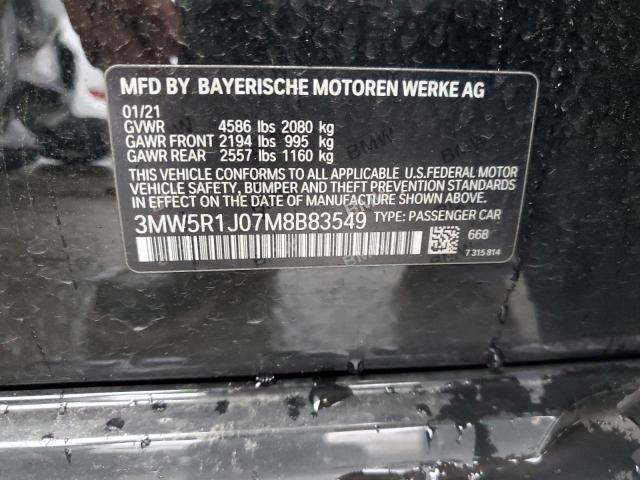 MFD BY BAYERISCHE MOTOREN WERKE AG
01/21
GVWR 4586 lbs 2080 kg
GAWR FRONT 2194 lbs 995 kg
GAWR REAR 2557 lbs 1160 kg
THIS VEHICLE CONFORMS TO ALL APPLICABLE U.S.FEDERAL MOTOR
VEHICLE SAFETY, BUMPER AND THEFT PREVENTION STANDARDS
IN EFFECT ON THE DATE OF MANUFACTURE SHOWN ABOVE.
3MW5R1J07M8B83549 TYPE: PASSENGER CAR
668
7 315 814